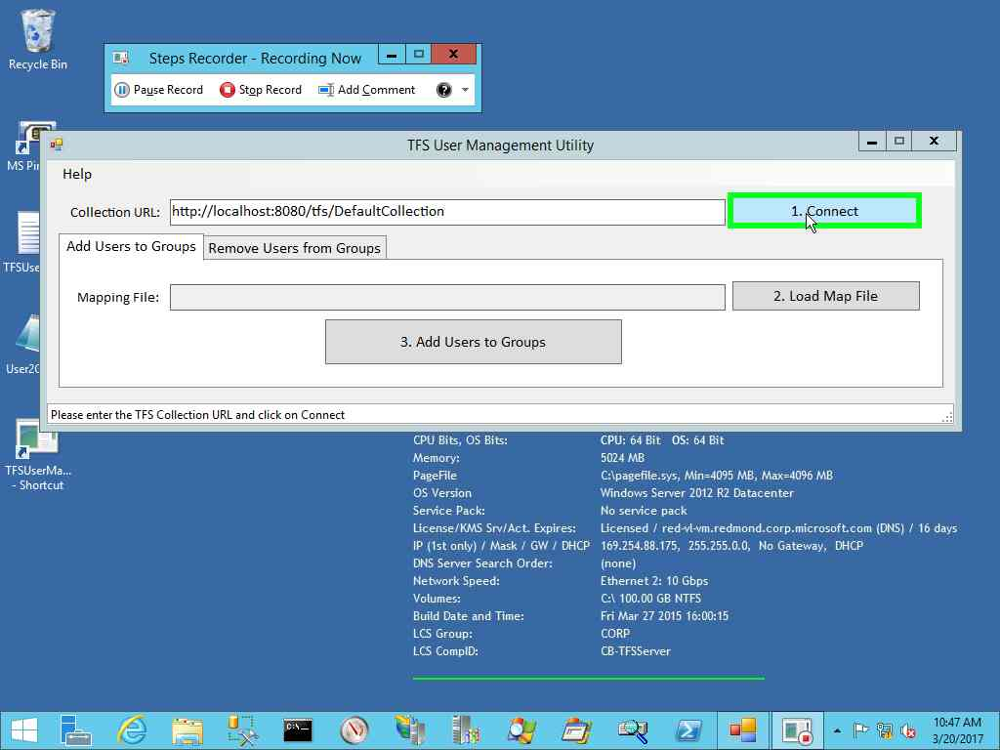 Recycle Bin
Steps Recorder - Recording Now
Pause Record
Stop Record
Add Comment
MS Pi
TFS User Management Utility
Help
Collection URL:
http://localhost:8080/tfs/DefaultCollection
1. Connect
Add Users to Groups
Remove Users from Groups
TFSUse
Mapping File:
2. Load Map File
3. Add Users to Groups
User2G
Please enter the TFS Collection URL and click on Connect
TFSUserMa...
- Shortcut
CPU Bits, OS Bits: CPU: 64 Bit OS: 64 Bit
Memory: 5024 MB
PageFile C:\pagefile.sys, Min=4095 MB, Max=4096 MB
OS Version Windows Server 2012 R2 Datacenter
Service Pack: No service pack
License/KMS Srv/Act. Expires: Licensed / red-vl-vm.redmond.corp.microsoft.com (DNS) / 16 days
IP (1st only) / Mask / GW / DHCP 169.254.88.175, 255.255.0.0, No Gateway, DHCP
DNS Server Search Order: (none)
Network Speed: Ethernet 2: 10 Gbps
Volumes: C:\ 100.00 GB NTFS
Build Date and Time: Fri Mar 27 2015 16:00:15
LCS Group: CORP
LCS CompID: CB-TFSServer
10:47 AM
3/20/2017